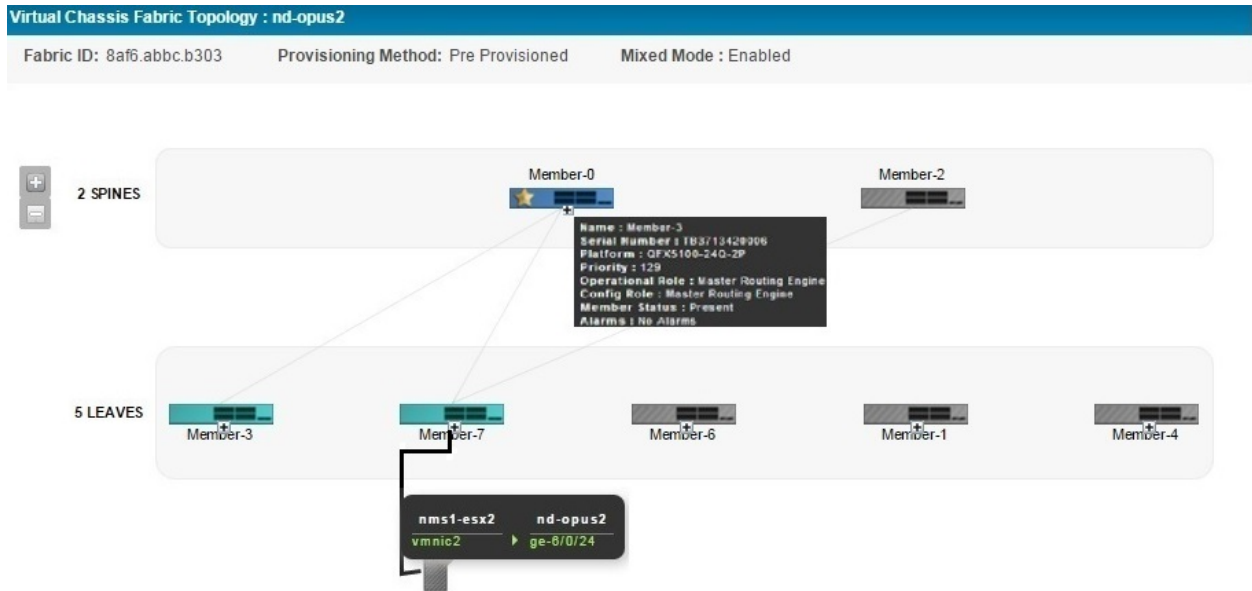 Virtual Chassis Fabric Topology : nd-opus2
Fabric ID: 8af6.abbc.b303 Provisioning Method: Pre Provisioned Mixed Mode : Enabled
Member-0 Member-2
2 SPINES
Name : Member-3
Serial Number : TB3713420006
Platform : QFX5100-24Q-2P
Priority : 129
Operational Role : Master Routing Engine
Config Role : Master Routing Engine
Member Status : Present
Alarms : No Alarms
5 LEAVES
Member-3 Member-7 Member-6 Member-1 Member-4
nms1-esx2 nd-opus2
vmnic2 ge-6/0/24